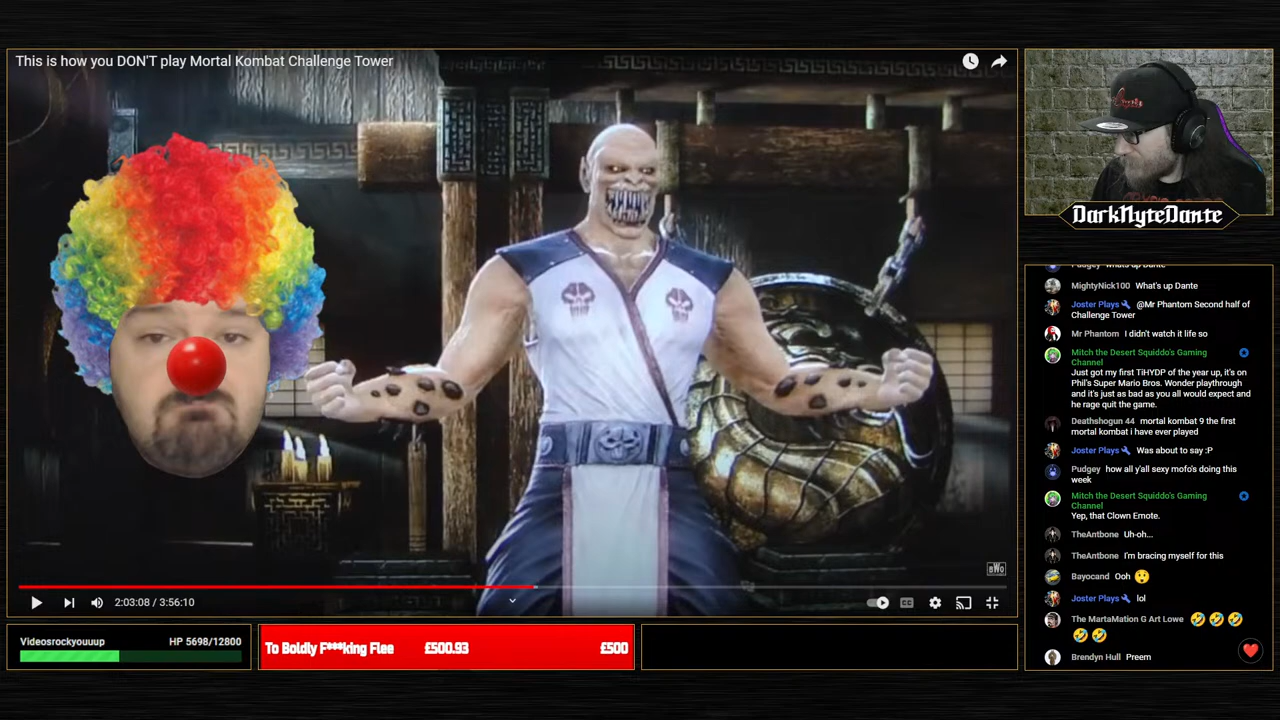 This is how you DON'T play Mortal Kombat Challenge Tower
BWO
2:03:08 / 3:56:10
CC
DarkNyteDante
Pudgey whats up Dante
MightyNick100 What's up Dante
Joster Plays @Mr Phantom Second half of
Challenge Tower
Mr Phantom I didn't watch it life so
Mitch the Desert Squiddo's Gaming
Channel
Just got my first TiHYDP of the year up, it's on
Phil's Super Mario Bros. Wonder playthrough
and it's just as bad as you all would expect and
he rage quit the game.
Deathshogun 44 mortal kombat 9 the first
mortal kombat i have ever played
Joster Plays Was about to say :P
Pudgey how all y'all sexy mofo's doing this
week
Mitch the Desert Squiddo's Gaming
Channel
Yep, that Clown Emote.
TheAntbone Uh-oh...
TheAntbone I'm bracing myself for this
Bayocand Ooh 😲
Joster Plays lol
The MartaMation G Art Lowe 🤣 🤣 🤣
🤣 🤣
Brendyn Hull Preem
Videosrockyouuup HP 5698/12800
To Boldly F***king Flee £500.93 £500